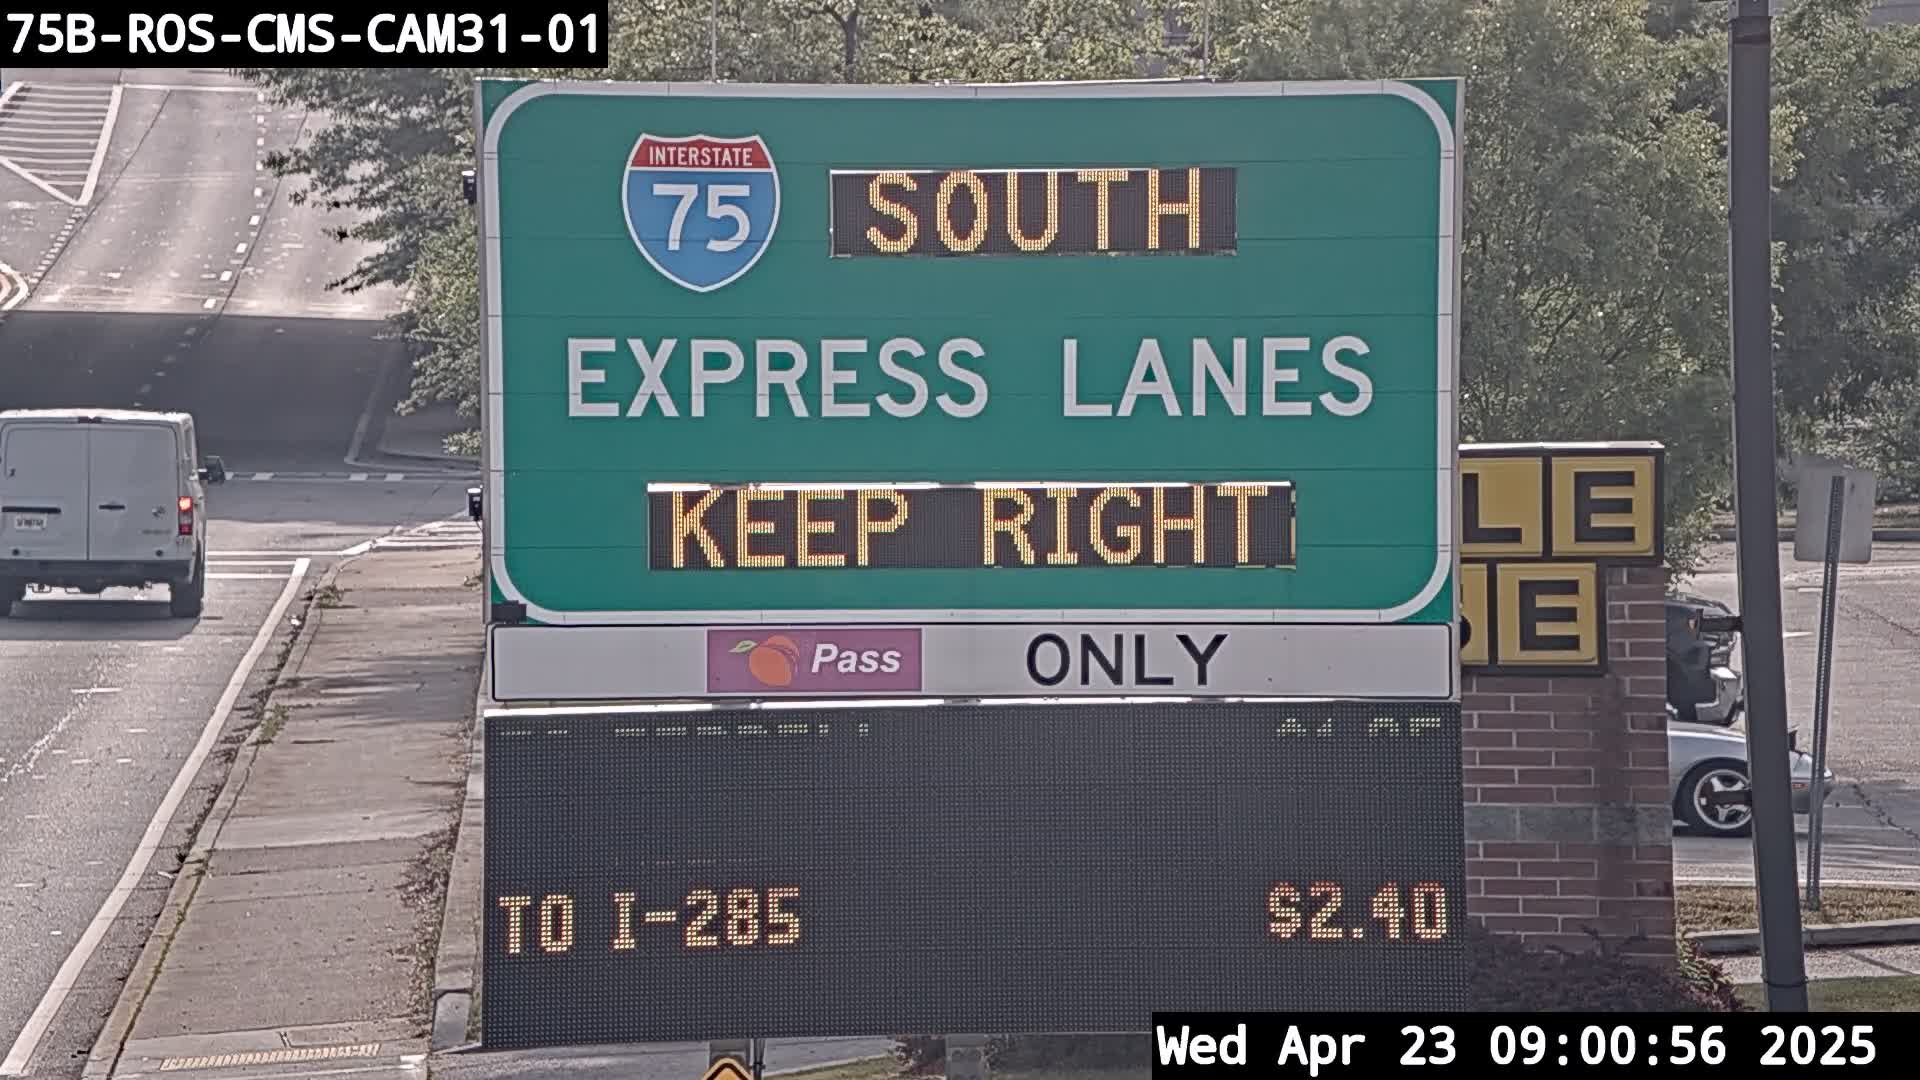 75B-ROS-CMS-CAM31-01
INTERSTATE
75
SOUTH
EXPRESS LANES
KEEP RIGHT
LE
E
Pass
ONLY
TO I-285 $2.40
Wed Apr 23 09:00:56 2025